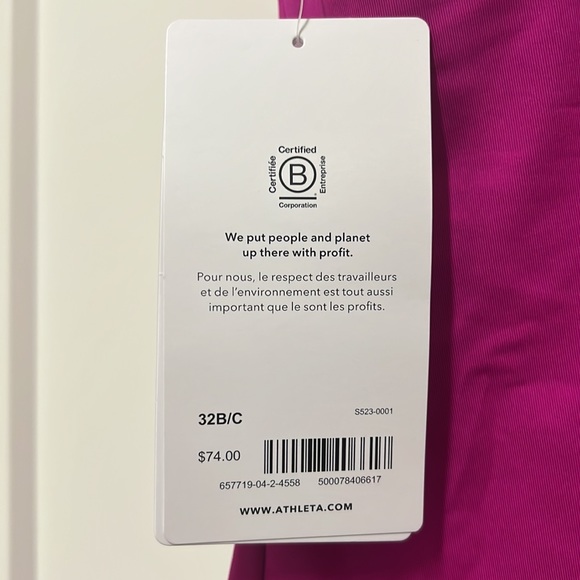 Certified
Certifiée
B
Entreprise
®
Corporation
We put people and planet
up there with profit.
Pour nous, le respect des travailleurs
et de l'environnement est tout aussi
important que le sont les profits.
32B/C
S523-0001
$74.00
657719-04-2-4558 500078406617
WWW.ATHLETA.COM